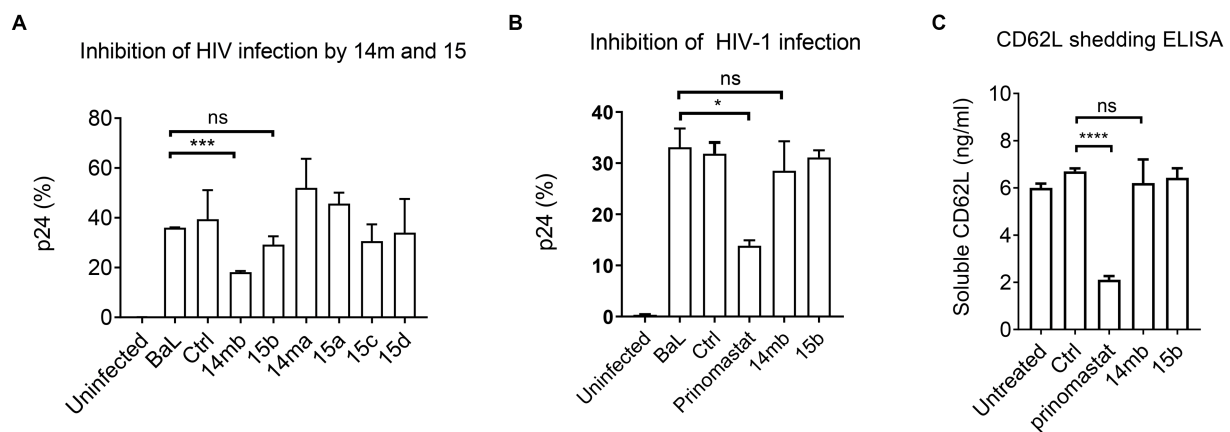 A
Inhibition of HIV infection by 14m and 15
80
60
40
20
0
p24 (%)
ns
***
Uninfected
BaL
Ctrl
14mb
15b
14ma
15a
15c
15d
B
Inhibition of HIV-1 infection
40
30
20
10
0
p24 (%)
ns
*
Uninfected
BaL
Ctrl
Prinomastat
14mb
15b
C
CD62L shedding ELISA
10
8
6
4
2
0
Soluble CD62L (ng/ml)
ns
****
Untreated
Ctrl
prinomastat
14mb
15b